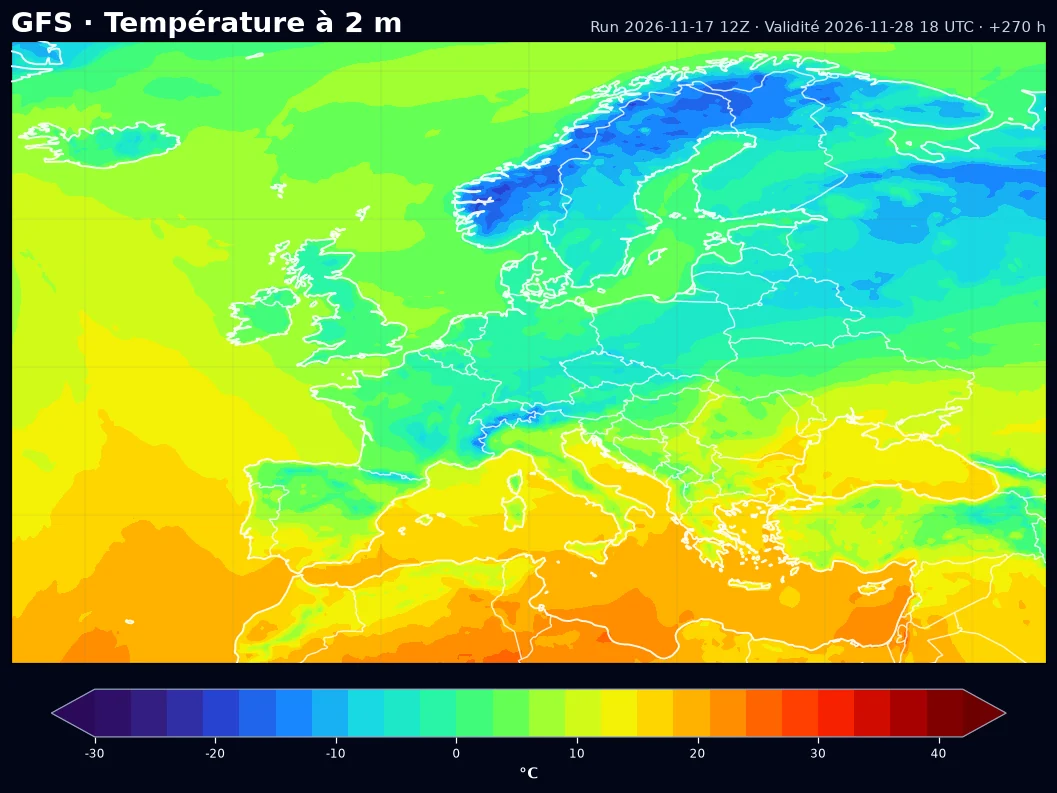 GFS · Température à 2 m
Run 2026-11-17 12Z · Validité 2026-11-28 18 UTC · +270 h
-30 -20 -10 0 10 20 30 40
°C